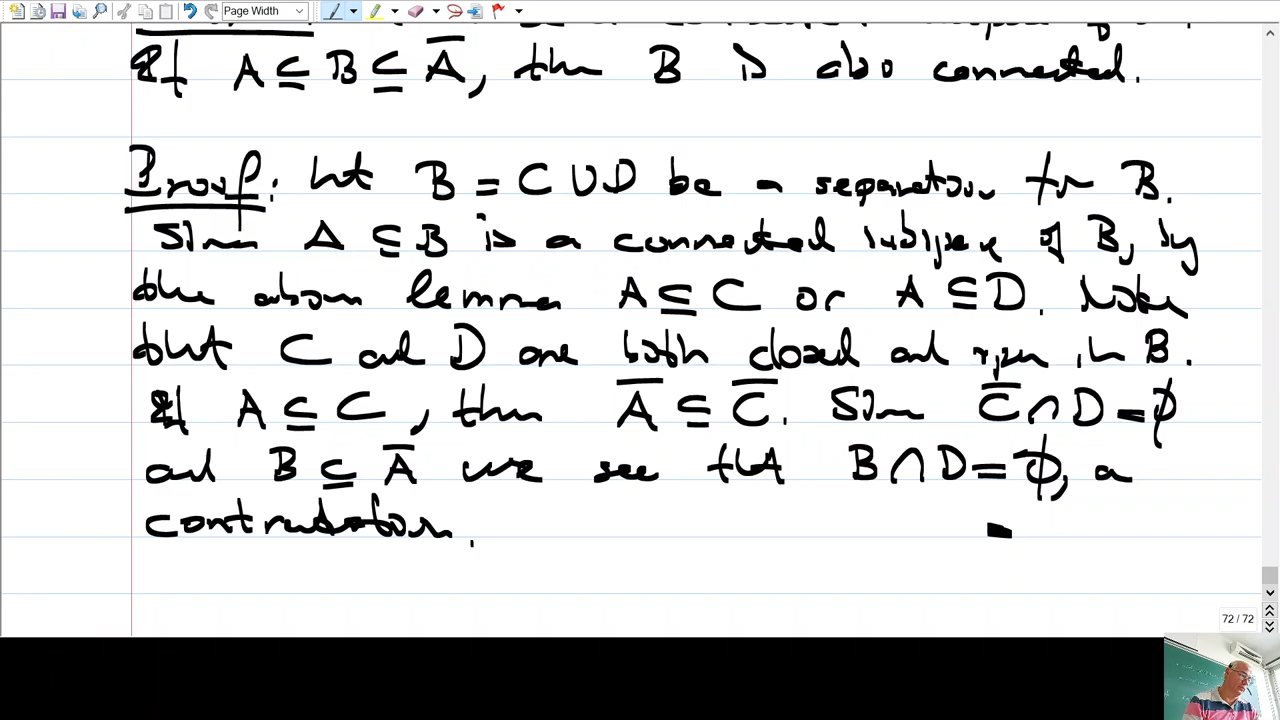 Page Width
If A ⊆ B ⊆ A̅, then B is also connected.
Proof: Let B = C ∪ D be a separation for B.
Since A ⊆ B is a connected subspace of B, by
the above lemma A ⊆ C or A ⊆ D. Note
that C and D are both closed and open in B.
If A ⊆ C, then A̅ ⊆ C̅. Since C̅ ∩ D = ∅
and B ⊆ A̅ we see that B ∩ D = ∅, a
contradiction.
72 / 72